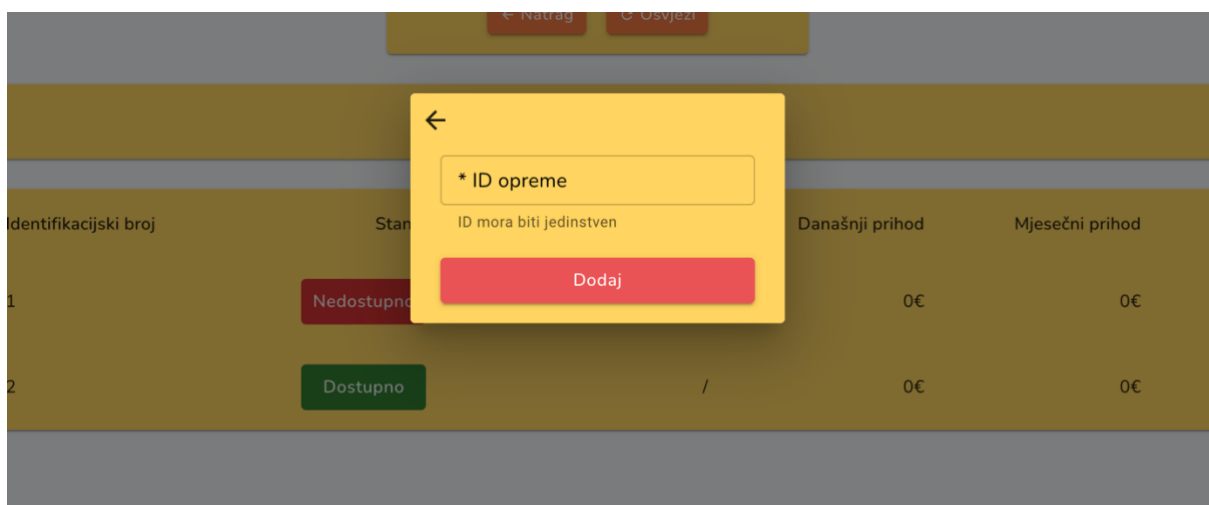 ← Natrag Osvježi
* ID opreme
ID mora biti jedinstven
Dodaj
Identifikacijski broj Stan Današnji prihod Mjesečni prihod
1 Nedostupno 0€ 0€
2 Dostupno / 0€ 0€